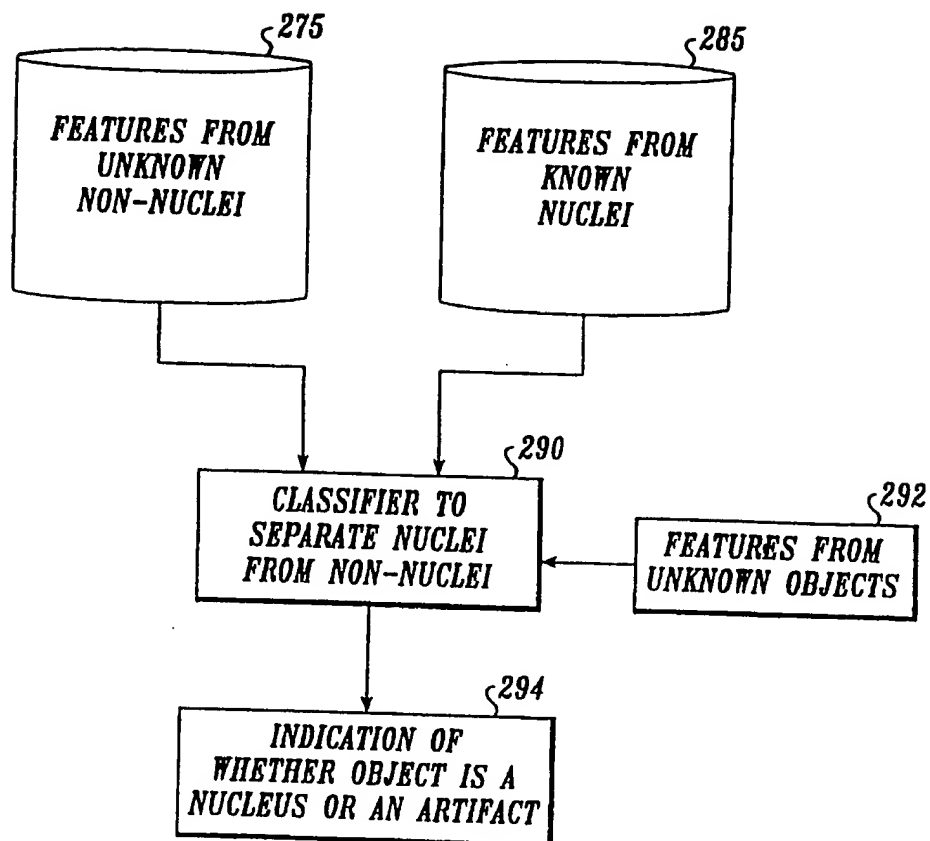 275
FEATURES FROM
UNKNOWN
NON-NUCLEI
285
FEATURES FROM
KNOWN
NUCLEI
290
CLASSIFIER TO
SEPARATE NUCLEI
FROM NON-NUCLEI
292
FEATURES FROM
UNKNOWN OBJECTS
294
INDICATION OF
WHETHER OBJECT IS A
NUCLEUS OR AN ARTIFACT